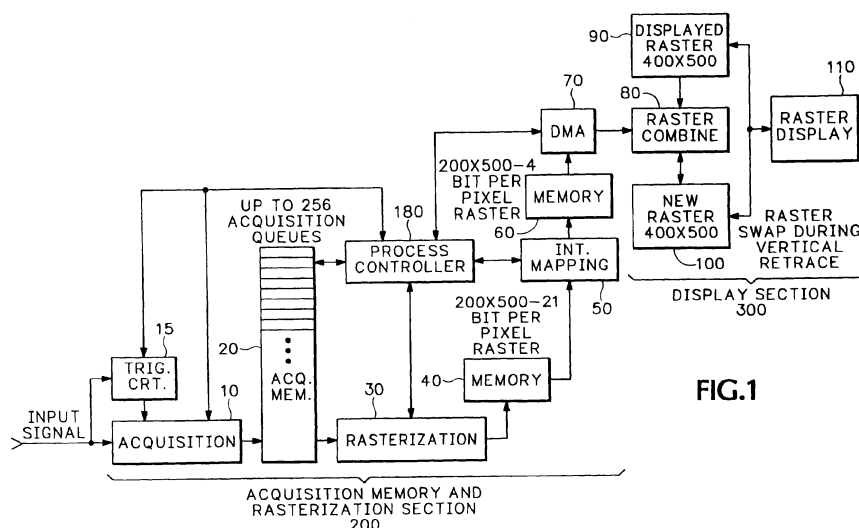 90
DISPLAYED
RASTER
400X500
110
70
80
DMA
RASTER
COMBINE
RASTER
DISPLAY
200X500-4
BIT PER
PIXEL
RASTER
MEMORY
60
UP TO 256
ACQUISITION
QUEUES
180
PROCESS
CONTROLLER
INT.
MAPPING
50
NEW
RASTER
400X500
100
RASTER
SWAP DURING
VERTICAL
RETRACE
DISPLAY SECTION
300
200X500-21
BIT PER
PIXEL
RASTER
15
20
TRIG.
CRT.
10
ACQ.
MEM.
30
40
MEMORY
FIG.1
INPUT
SIGNAL
ACQUISITION
RASTERIZATION
ACQUISITION MEMORY AND
RASTERIZATION SECTION
200